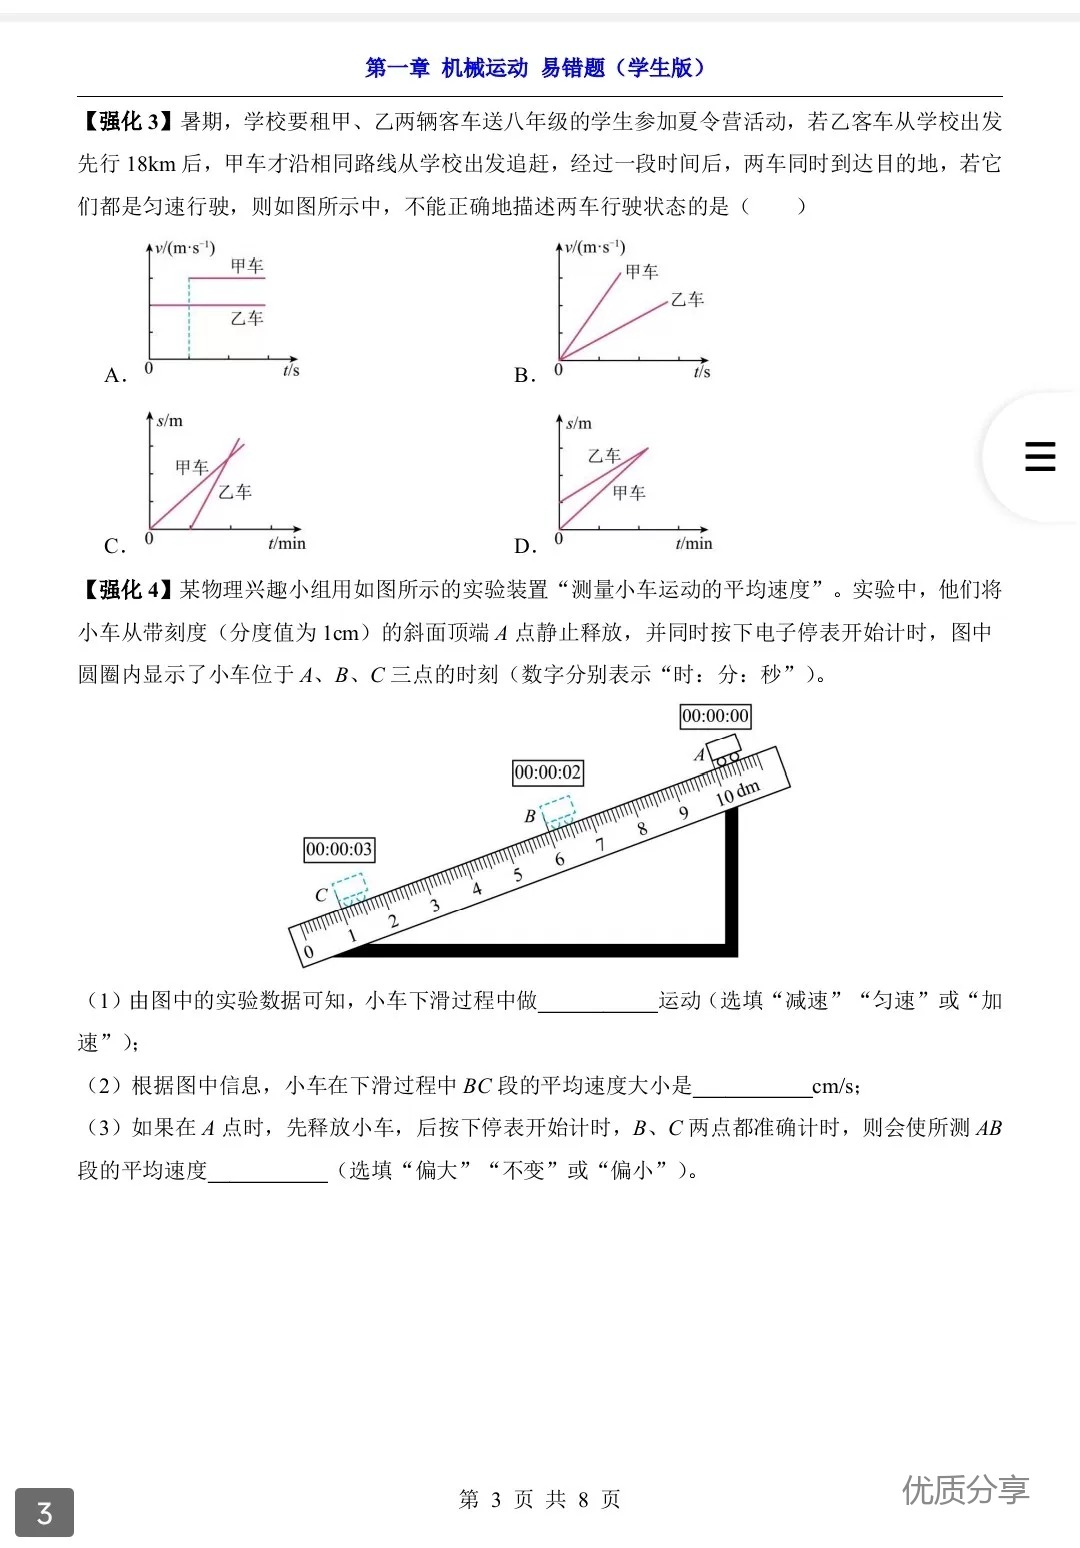 第一章 机械运动 易错题（学生版）
【强化 3】暑期，学校要租甲、乙两辆客车送八年级的学生参加夏令营活动，若乙客车从学校出发
先行 18km 后，甲车才沿相同路线从学校出发追赶，经过一段时间后，两车同时到达目的地，若它
们都是匀速行驶，则如图所示中，不能正确地描述两车行驶状态的是（　　）
v/(m·s⁻¹)
甲车
乙车
0
t/s
A．
v/(m·s⁻¹)
甲车
乙车
0
t/s
B．
s/m
甲车
乙车
0
t/min
C．
s/m
乙车
甲车
0
t/min
D．
【强化 4】某物理兴趣小组用如图所示的实验装置“测量小车运动的平均速度”。实验中，他们将
小车从带刻度（分度值为 1cm）的斜面顶端 A 点静止释放，并同时按下电子停表开始计时，图中
圆圈内显示了小车位于 A、B、C 三点的时刻（数字分别表示“时：分：秒”）。
00:00:00
A
00:00:02
B
00:00:03
C
0 1 2 3 4 5 6 7 8 9 10 dm
（1）由图中的实验数据可知，小车下滑过程中做__________运动（选填“减速”“匀速”或“加
速”）；
（2）根据图中信息，小车在下滑过程中 BC 段的平均速度大小是__________cm/s；
（3）如果在 A 点时，先释放小车，后按下停表开始计时，B、C 两点都准确计时，则会使所测 AB
段的平均速度__________（选填“偏大”“不变”或“偏小”）。
第 3 页 共 8 页
优质分享
3